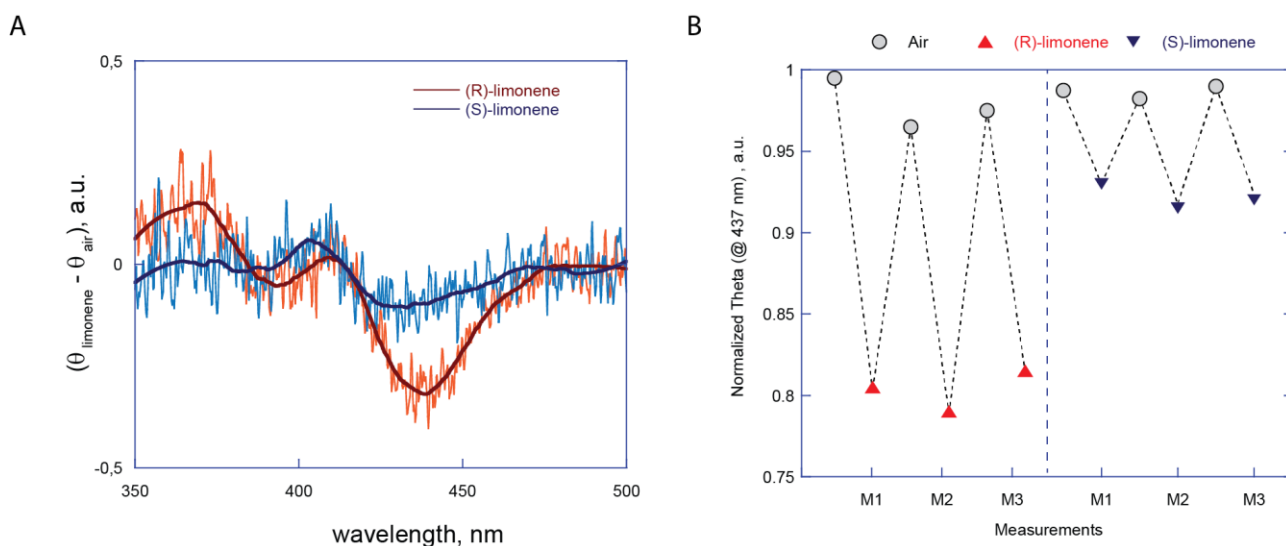 A
0,5
(R)-limonene
(S)-limonene
(θ limonene - θ air), a.u.
0
-0,5
350
400
450
500
wavelength, nm
B
Air
(R)-limonene
(S)-limonene
1
0.95
0.9
0.85
0.8
0.75
Normalized Theta (@ 437 nm) , a.u.
M1
M2
M3
M1
M2
M3
Measurements